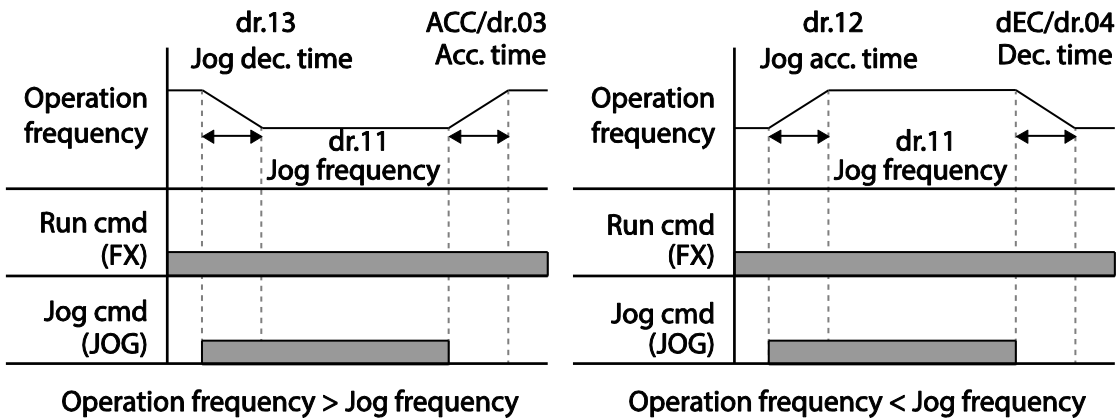 dr.13
Jog dec. time
ACC/dr.03
Acc. time
Operation
frequency
dr.11
Jog frequency
Run cmd
(FX)
Jog cmd
(JOG)
Operation frequency > Jog frequency
dr.12
Jog acc. time
dEC/dr.04
Dec. time
Operation
frequency
dr.11
Jog frequency
Run cmd
(FX)
Jog cmd
(JOG)
Operation frequency < Jog frequency